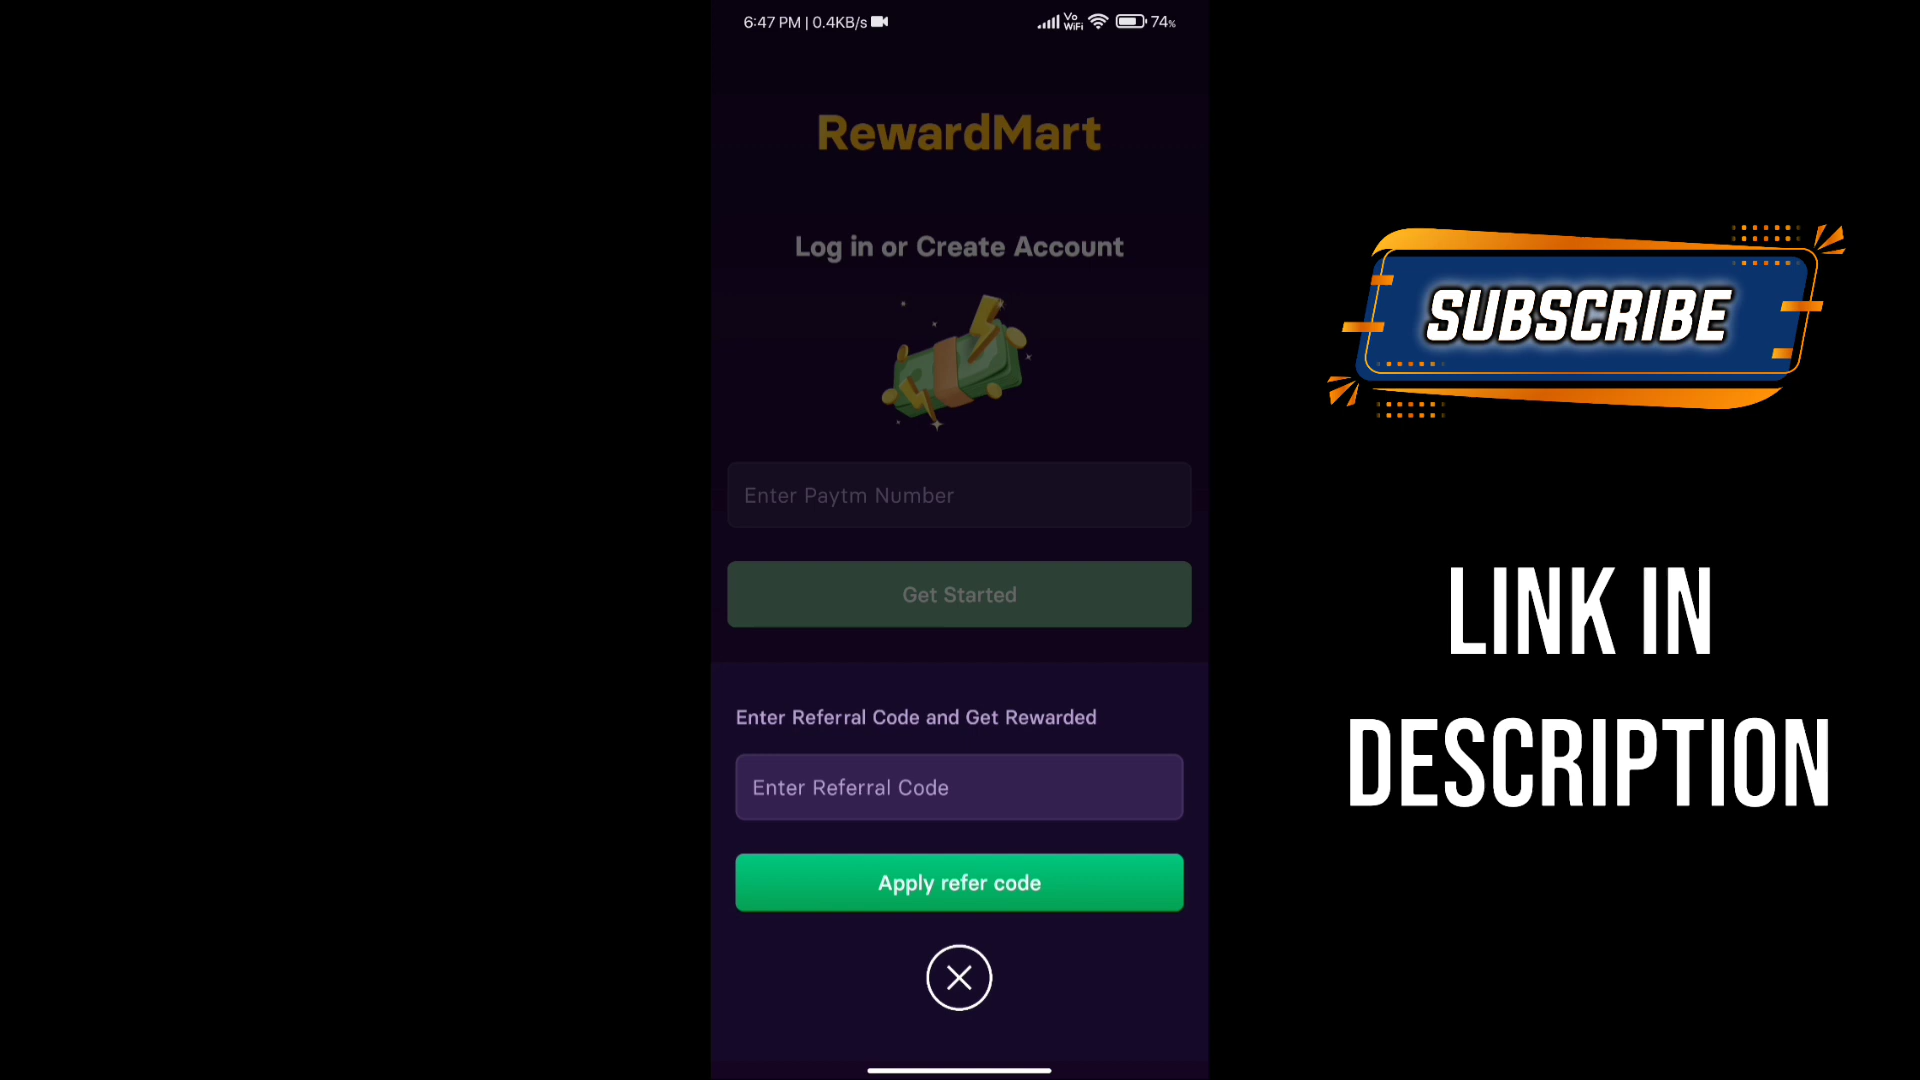 6:47 PM | 0.4KB/s
Vo
WiFi
74%
RewardMart
Log in or Create Account
Enter Paytm Number
Get Started
Enter Referral Code and Get Rewarded
Enter Referral Code
Apply refer code
SUBSCRIBE
LINK IN
DESCRIPTION